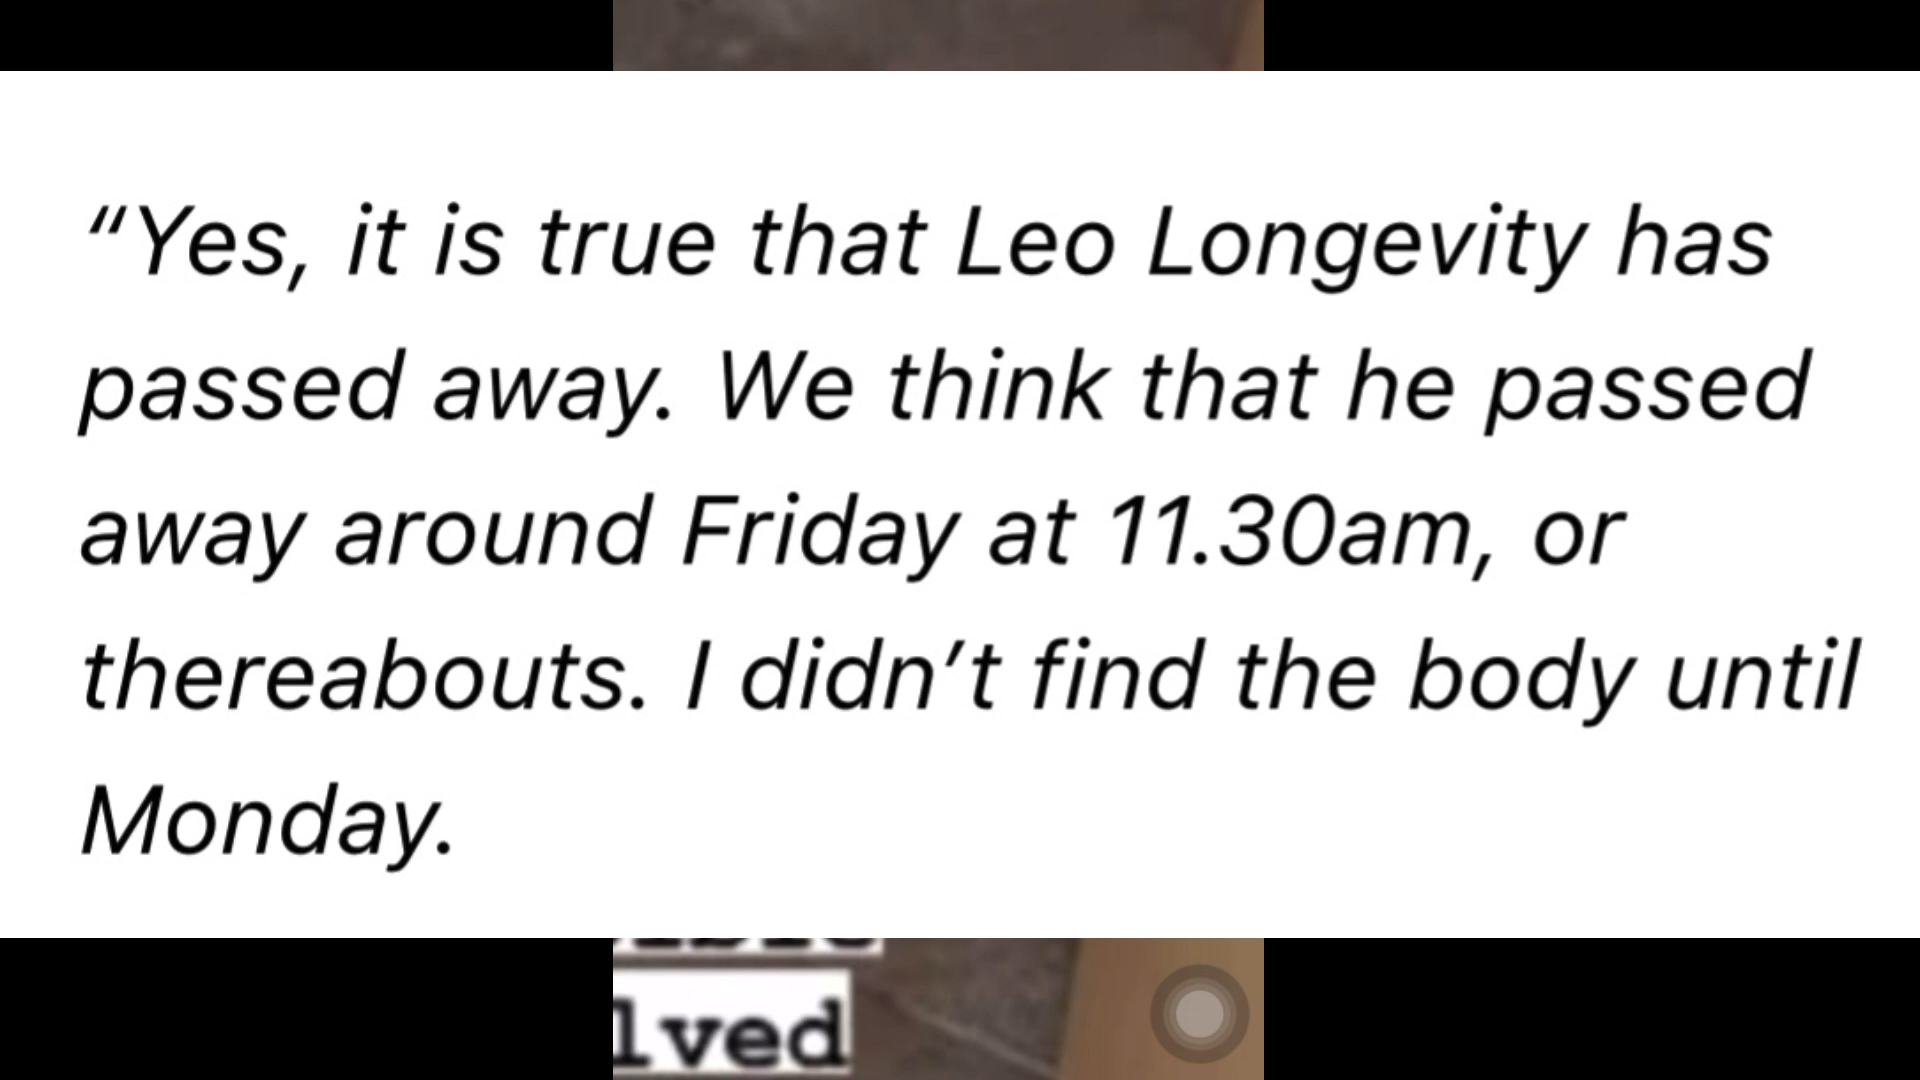 “Yes, it is true that Leo Longevity has
passed away. We think that he passed
away around Friday at 11.30am, or
thereabouts. I didn’t find the body until
Monday.
lved